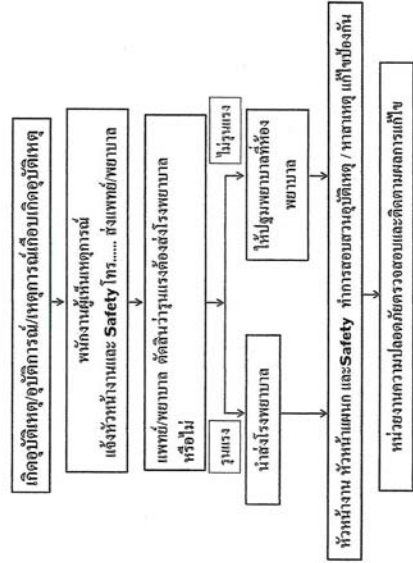 เกิดอุบัติเหตุ/อุบัติการณ์/เหตุการณ์เกือบเกิดอุบัติเหตุ
พนักงานผู้เห็นเหตุการณ์
แจ้งหัวหน้างานและ Safety โทร...... ส่งแพทย์/พยาบาล
แพทย์/พยาบาล ตัดสินว่ารุนแรงต้องส่งโรงพยาบาล
หรือไม่
รุนแรง
ไม่รุนแรง
นำส่งโรงพยาบาล
ให้ปฐมพยาบาลที่ห้อง
พยาบาล
หัวหน้างาน หัวหน้าแผนก และSafety ทำการสอบสวนอุบัติเหตุ / หาสาเหตุ แก้ไขป้องกัน
หน่วยงานความปลอดภัยตรวจสอบและติดตามผลการแก้ไข